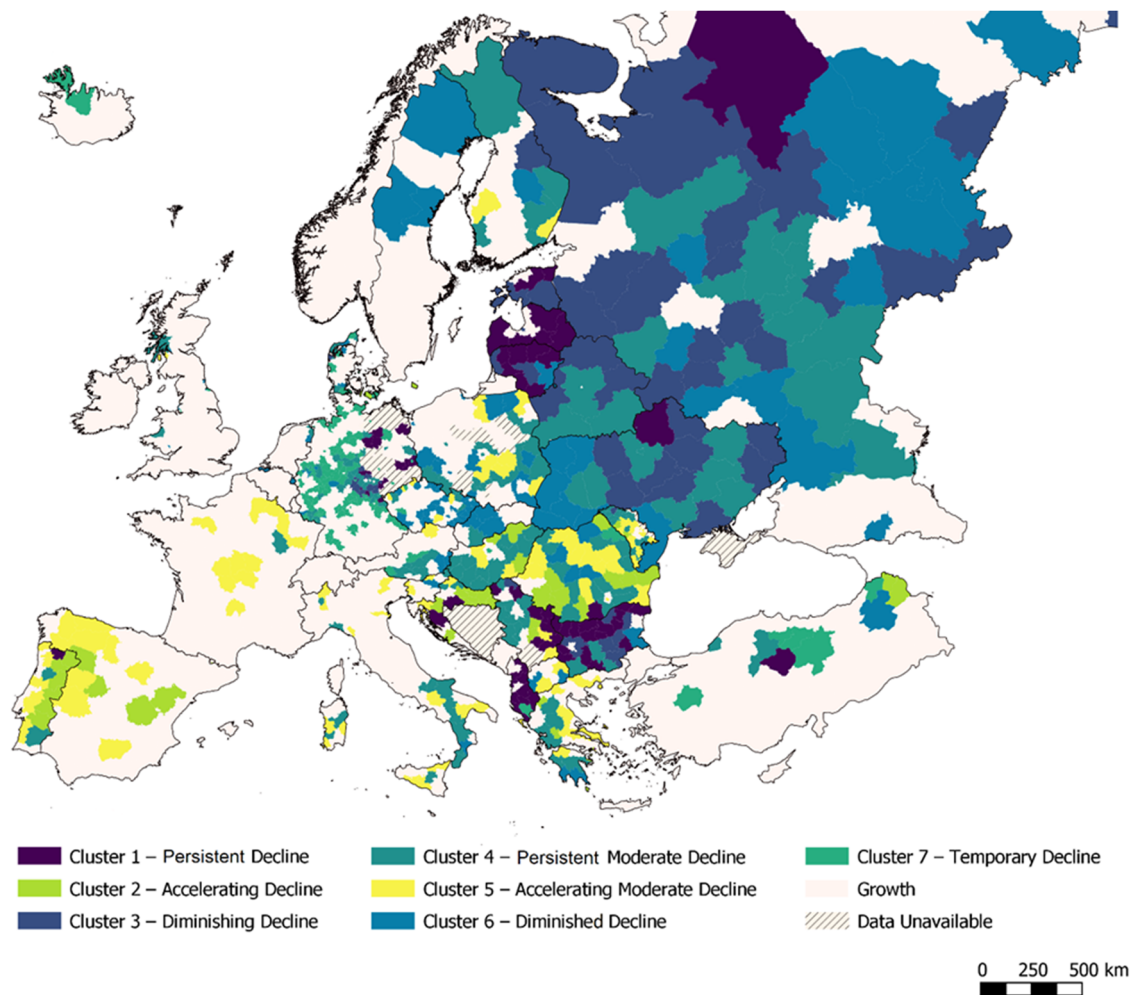 Cluster 1 – Persistent Decline
Cluster 2 – Accelerating Decline
Cluster 3 – Diminishing Decline
Cluster 4 – Persistent Moderate Decline
Cluster 5 – Accelerating Moderate Decline
Cluster 6 – Diminished Decline
Cluster 7 – Temporary Decline
Growth
Data Unavailable
0 250 500 km